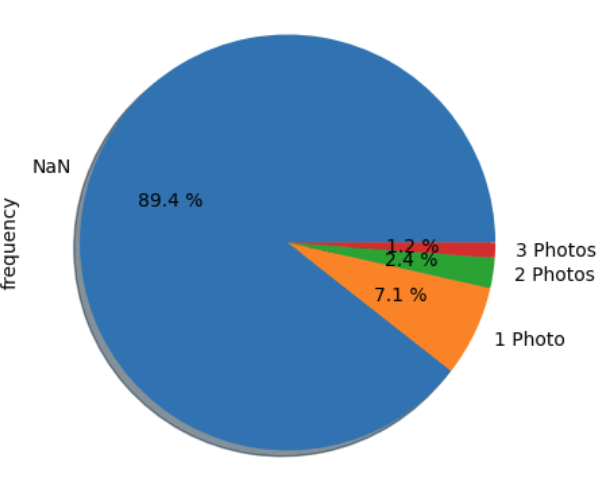 NaN
frequency
89.4 %
1.2 %
2.4 %
7.1 %
3 Photos
2 Photos
1 Photo